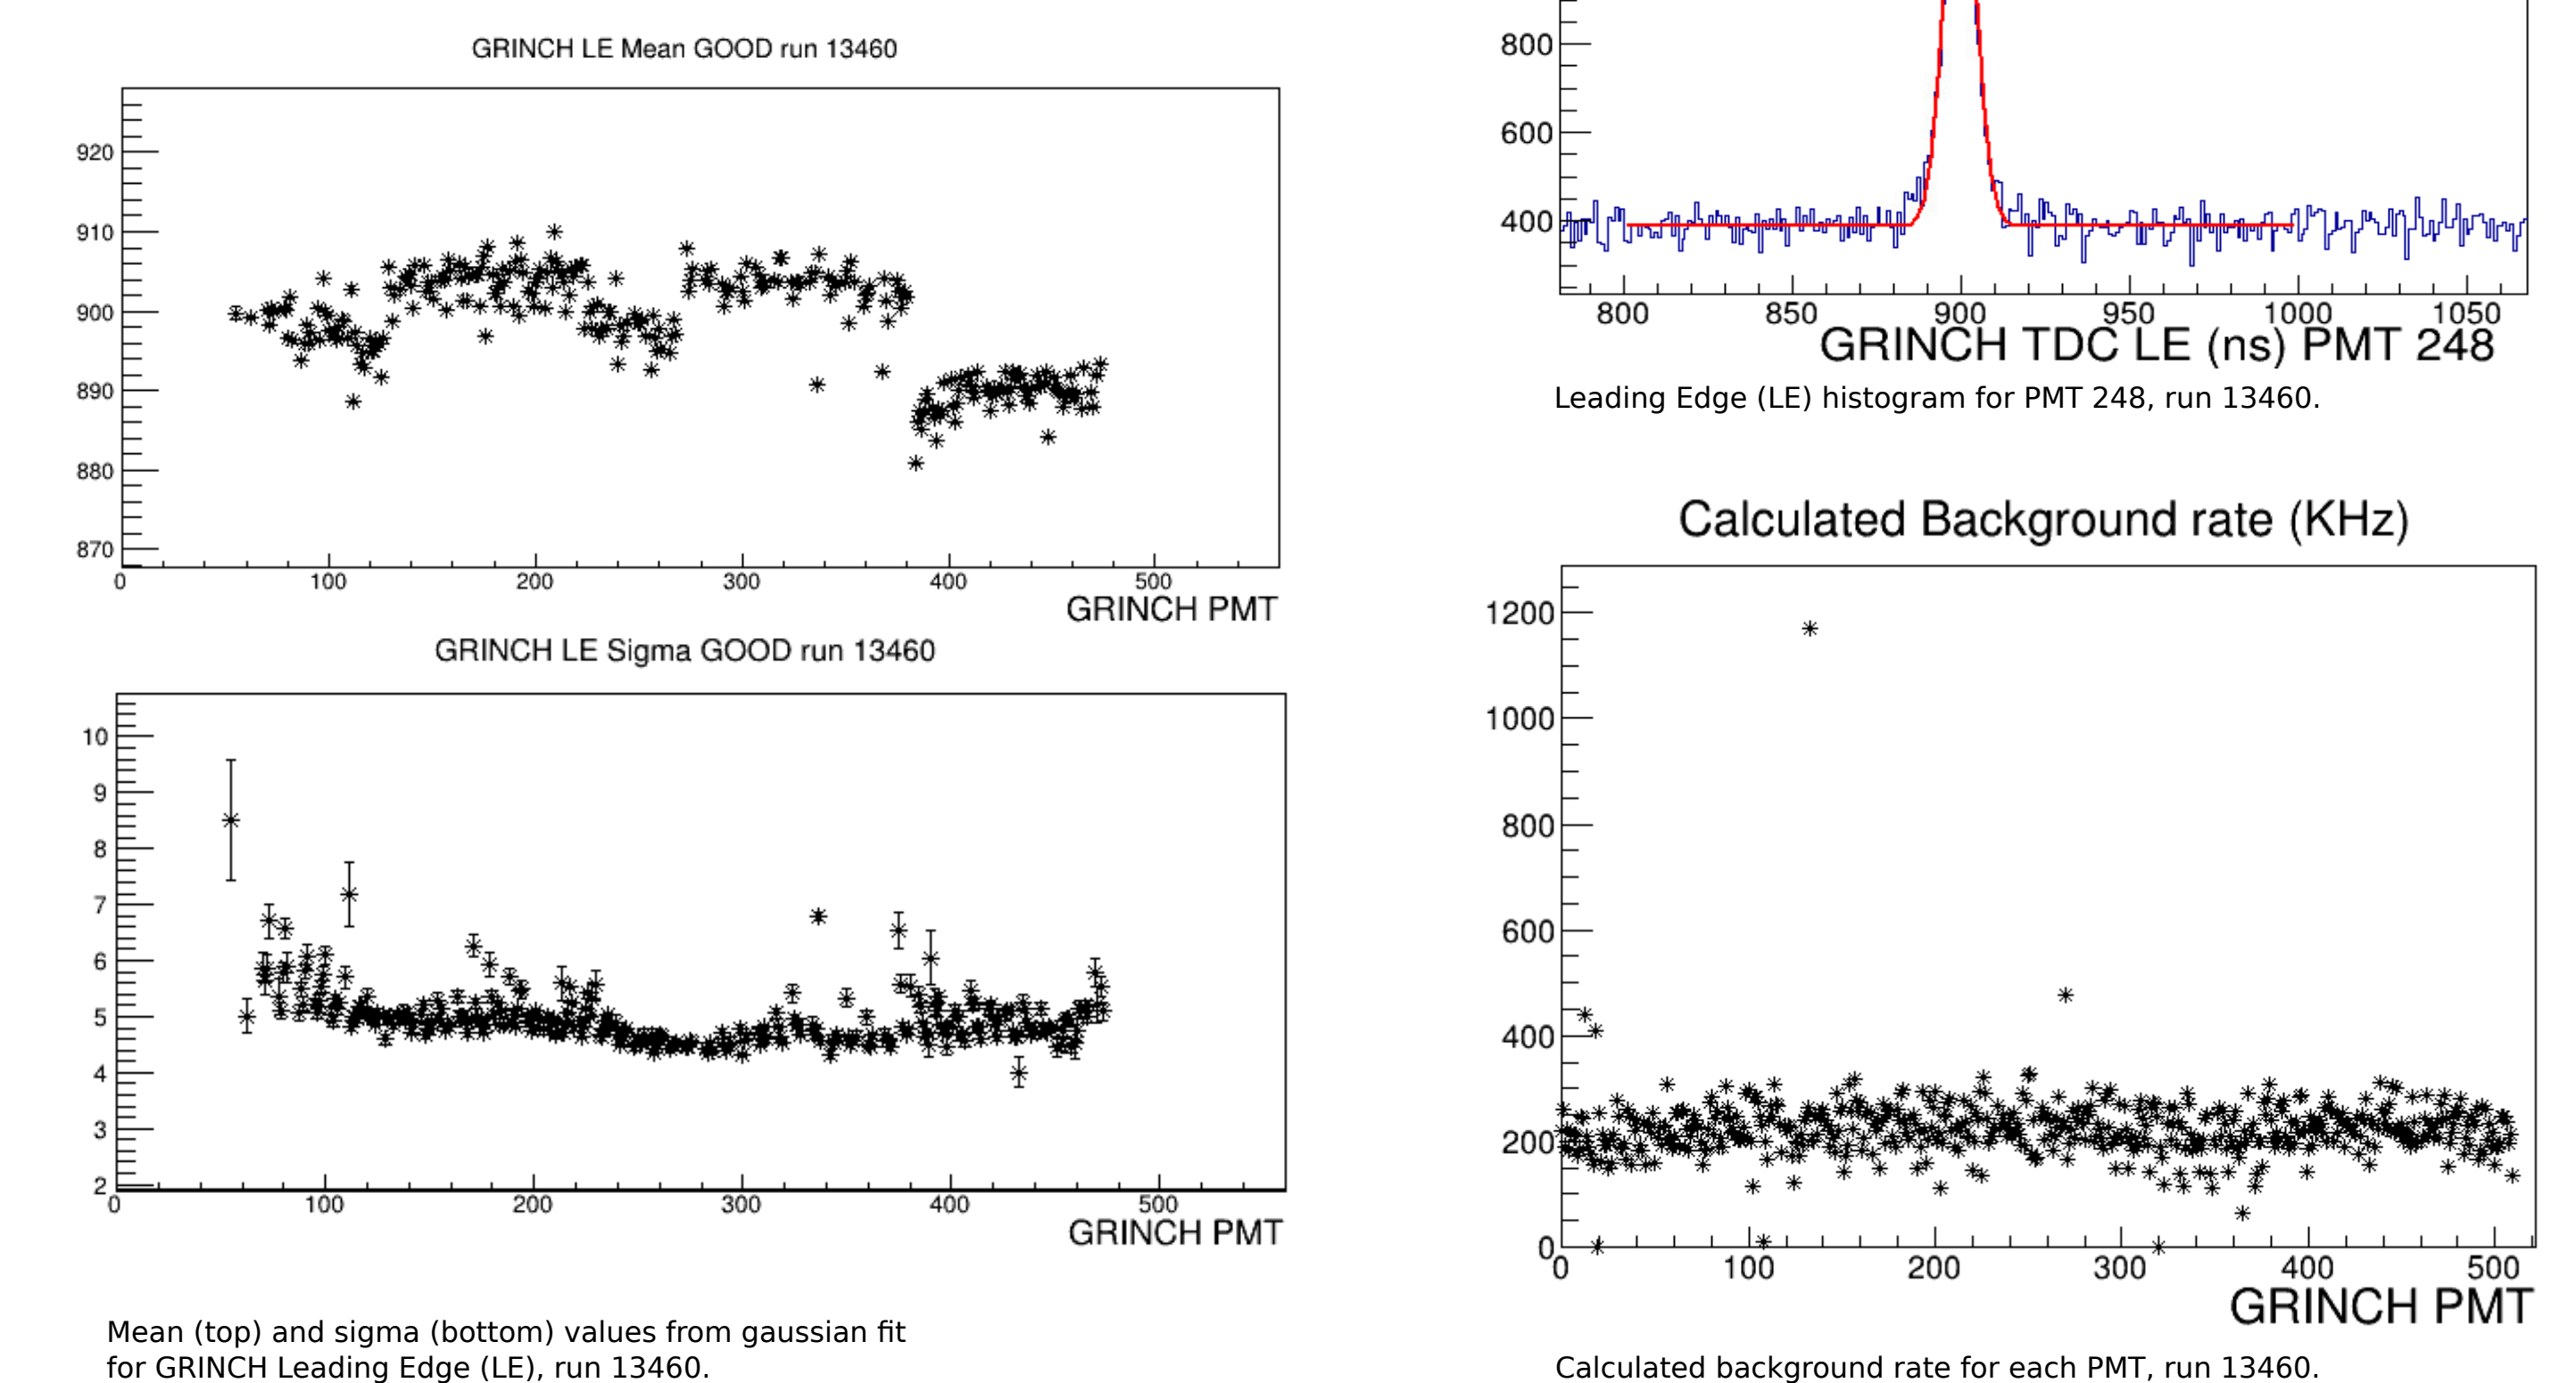 GRINCH LE Mean GOOD run 13460
920
910
900
890
880
870
0 100 200 300 400 500
GRINCH PMT
GRINCH LE Sigma GOOD run 13460
10
9
8
7
6
5
4
3
2
0 100 200 300 400 500
GRINCH PMT
Mean (top) and sigma (bottom) values from gaussian fit
for GRINCH Leading Edge (LE), run 13460.
800
600
400
800 850 900 950 1000 1050
GRINCH TDC LE (ns) PMT 248
Leading Edge (LE) histogram for PMT 248, run 13460.
Calculated Background rate (KHz)
1200
1000
800
600
400
200
0
0 100 200 300 400 500
GRINCH PMT
Calculated background rate for each PMT, run 13460.